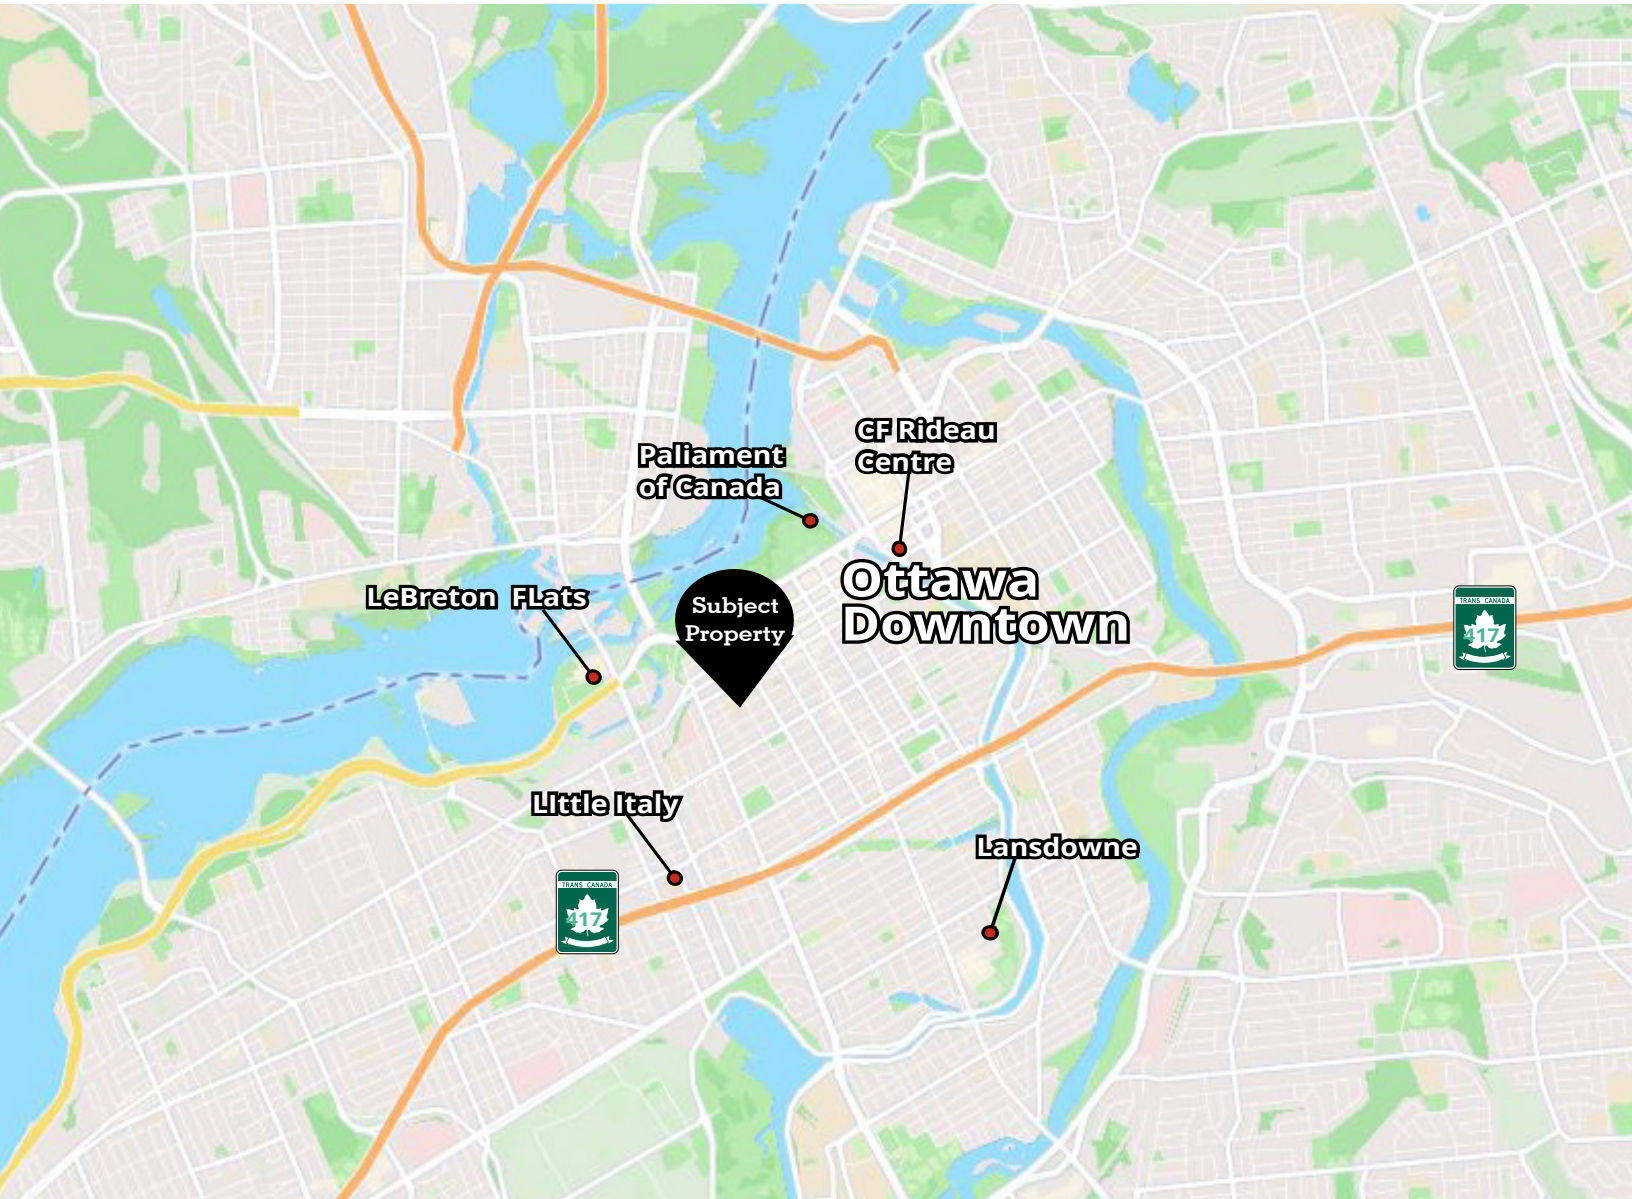 CF Rideau
Centre
Paliament
of Canada
Ottawa
Downtown
LeBreton FLats
Subject
Property
TRANS CANADA
417
LIttle Italy
Lansdowne
TRANS CANADA
417